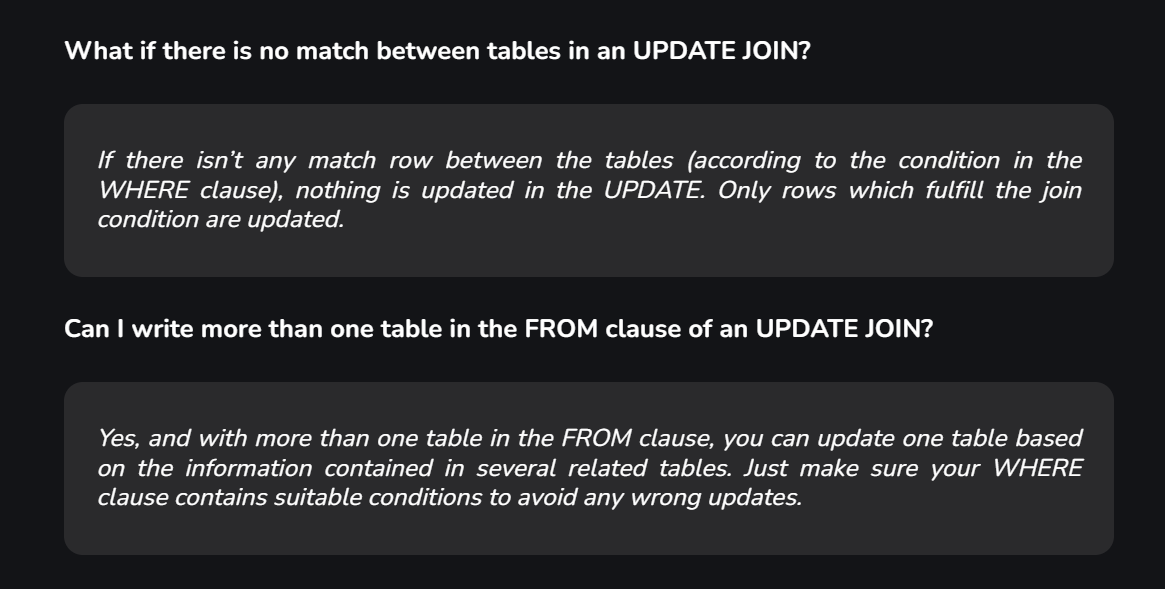 What if there is no match between tables in an UPDATE JOIN?
If there isn’t any match row between the tables (according to the condition in the
WHERE clause), nothing is updated in the UPDATE. Only rows which fulfill the join
condition are updated.
Can I write more than one table in the FROM clause of an UPDATE JOIN?
Yes, and with more than one table in the FROM clause, you can update one table based
on the information contained in several related tables. Just make sure your WHERE
clause contains suitable conditions to avoid any wrong updates.